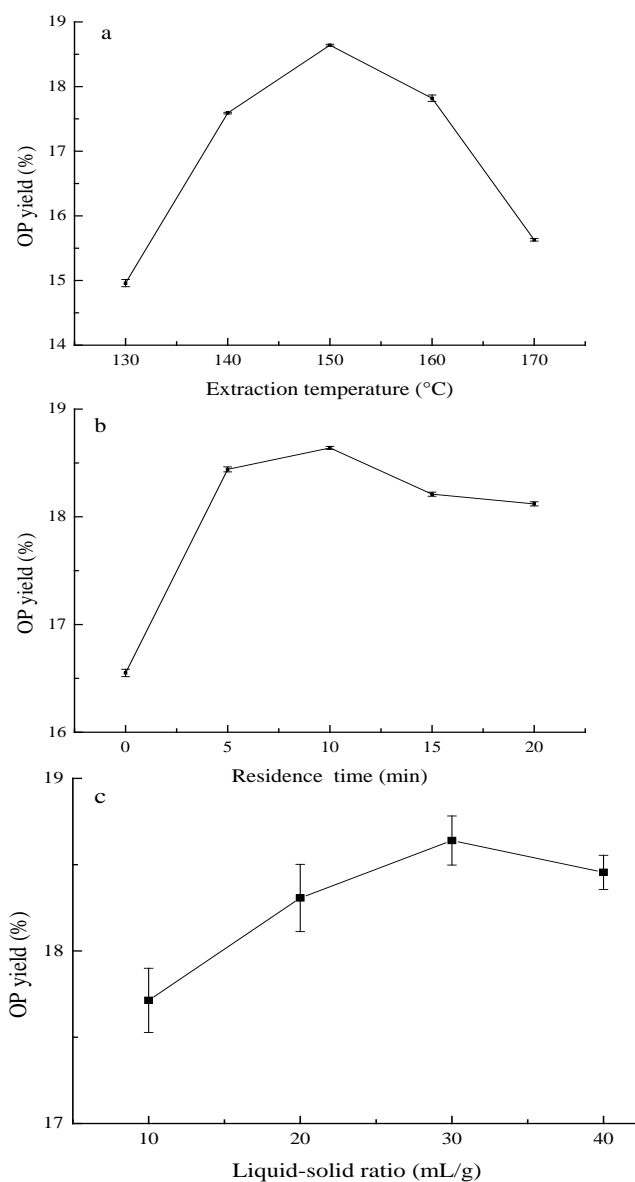 a
19
18
17
16
15
14
OP yield (%)
130 140 150 160 170
Extraction temperature (°C)
b
19
18
17
16
OP yield (%)
0 5 10 15 20
Residence time (min)
c
19
18
17
OP yield (%)
10 20 30 40
Liquid-solid ratio (mL/g)